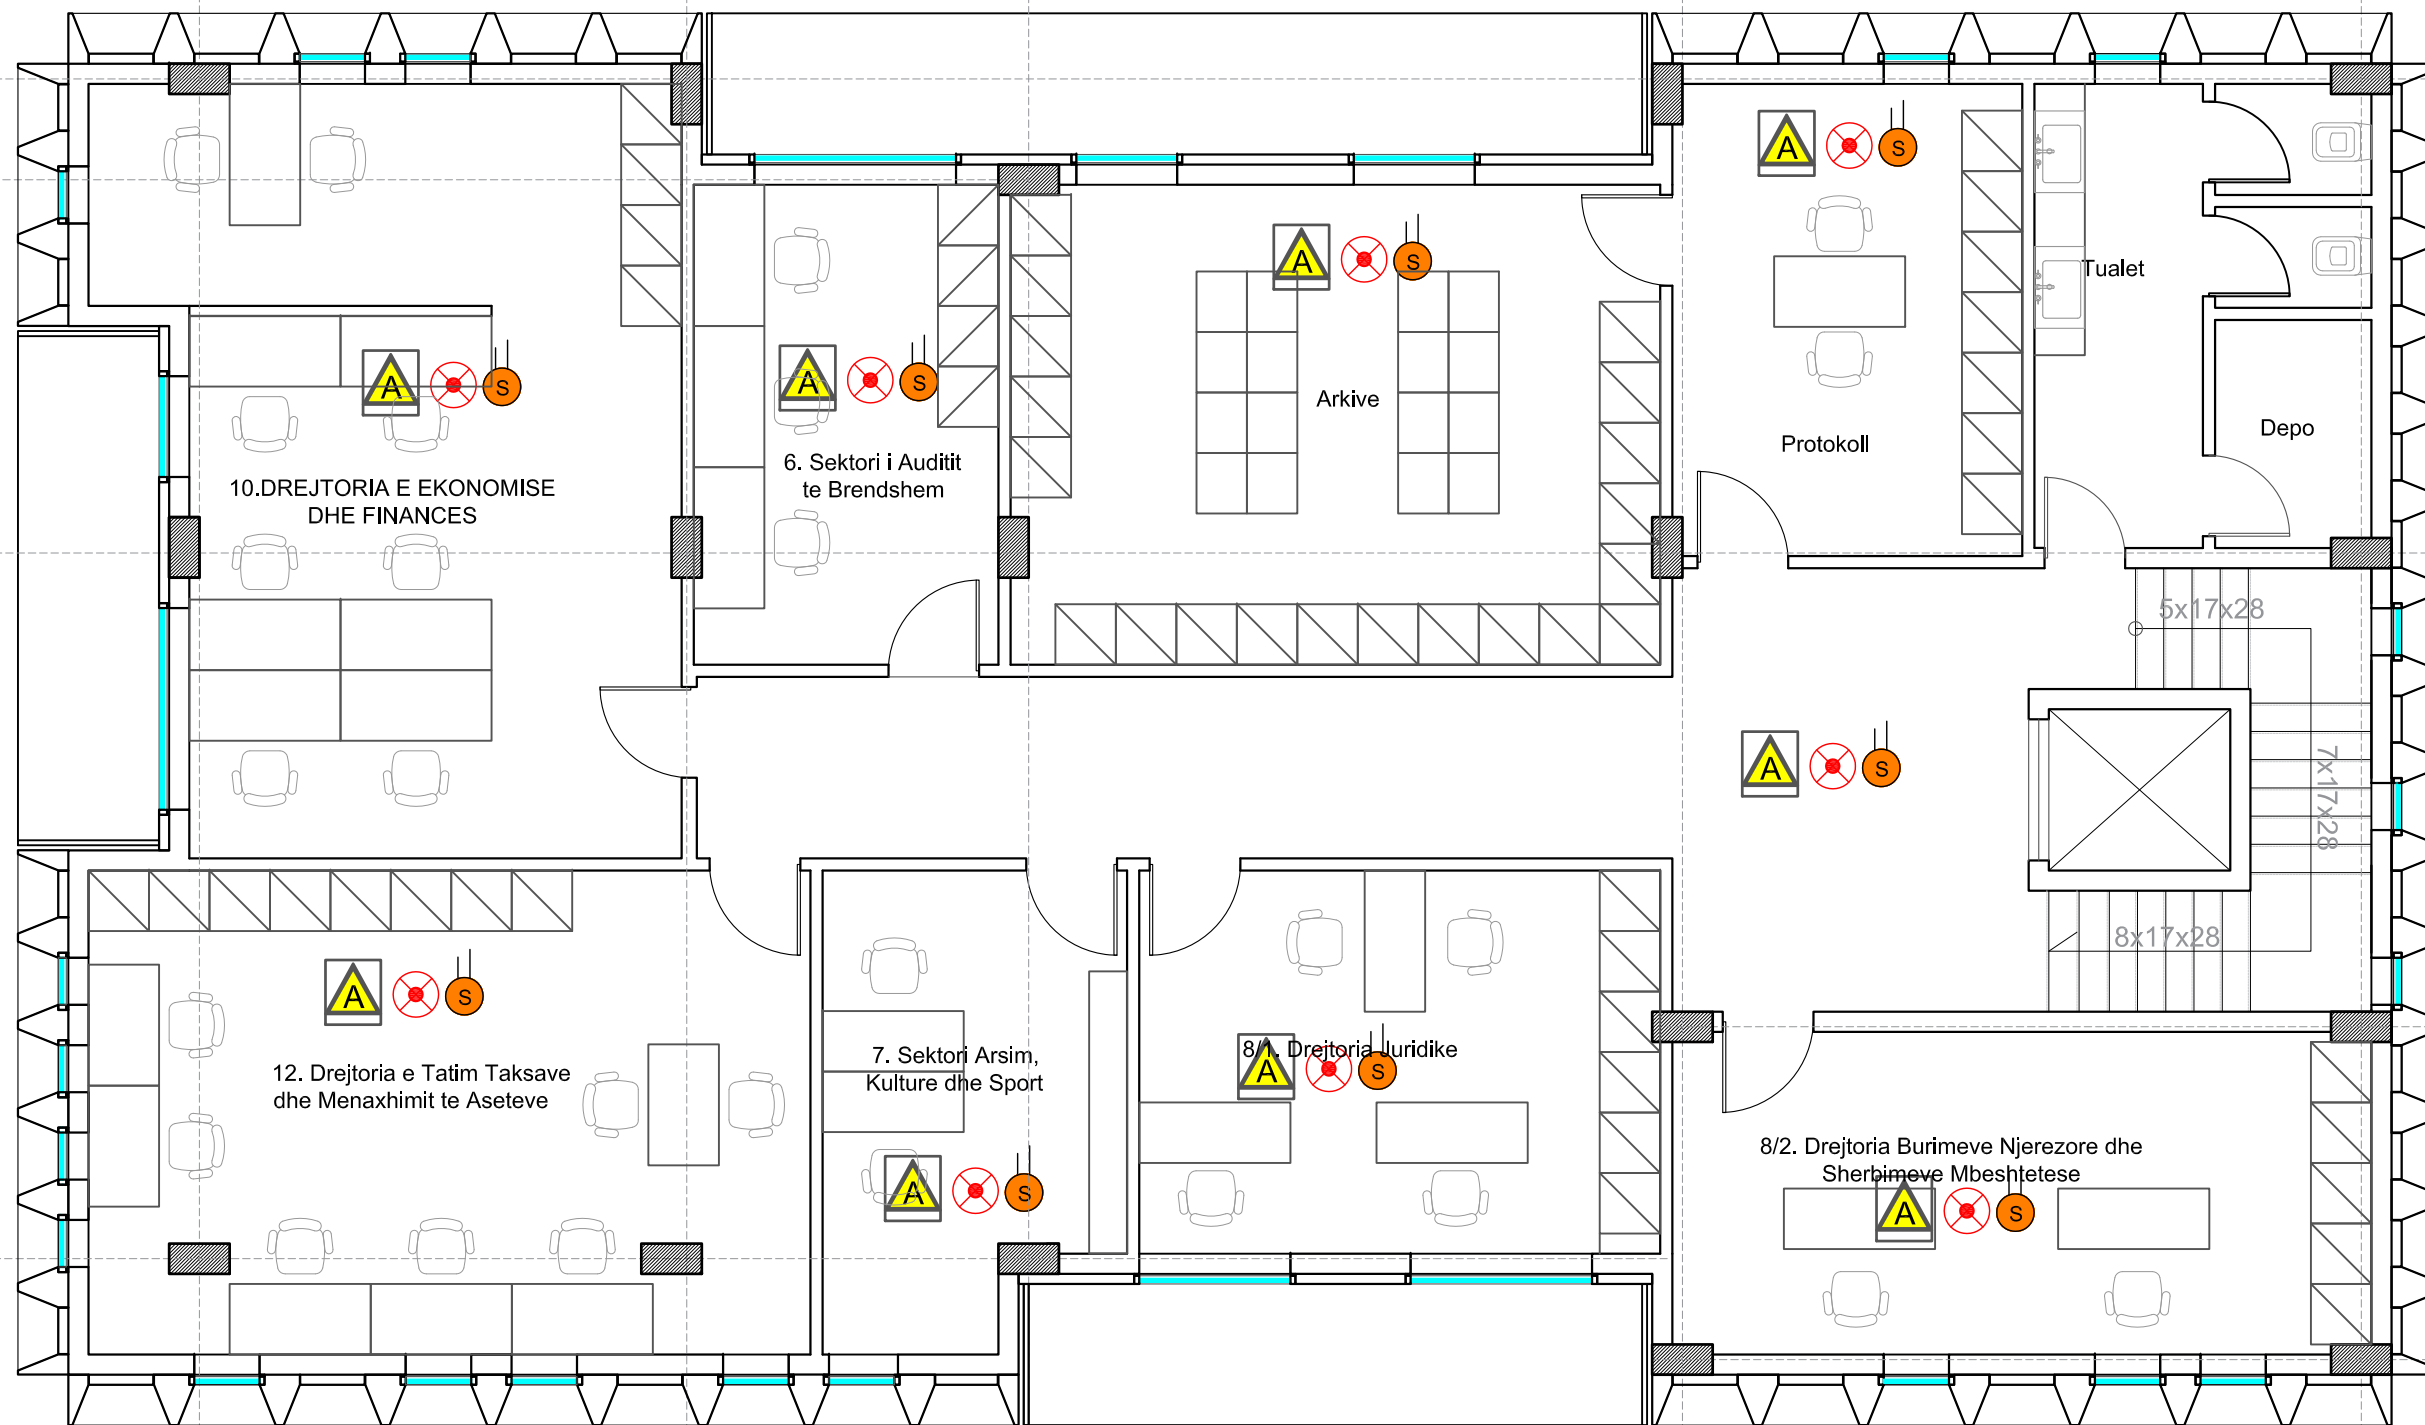 A S
A S
Tualet
A S
A S
Arkive
Depo
Protokoll
6. Sektori i Auditit
te Brendshem
10.DREJTORIA E EKONOMISE
DHE FINANCES
5x17x28
A S
7x17x28
8x17x28
A S
12. Drejtoria e Tatim Taksave
dhe Menaxhimit te Aseteve
7. Sektori Arsim,
Kulture dhe Sport
8/1. Drejtoria Juridike
A S
8/2. Drejtoria Burimeve Njerezore dhe
Sherbimeve Mbeshtetese
A S
A S